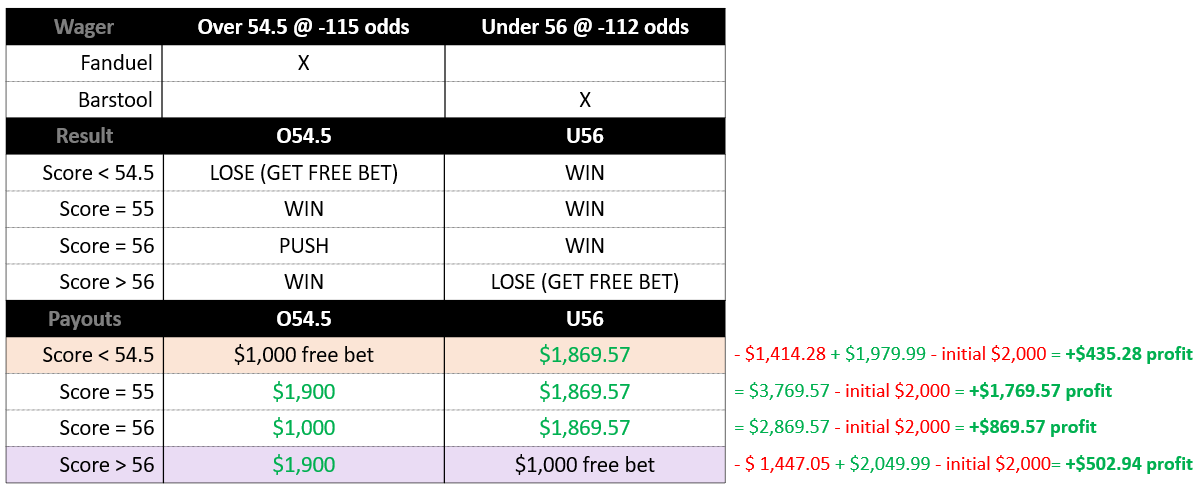 Wager Over 54.5 @ -115 odds Under 56 @ -112 odds
Fanduel X
Barstool X
Result O54.5 U56
Score < 54.5 LOSE (GET FREE BET) WIN
Score = 55 WIN WIN
Score = 56 PUSH WIN
Score > 56 WIN LOSE (GET FREE BET)
Payouts O54.5 U56
Score < 54.5 $1,000 free bet $1,869.57 - $1,414.28 + $1,979.99 - initial $2,000 = +$435.28 profit
Score = 55 $1,900 $1,869.57 = $3,769.57 - initial $2,000 = +$1,769.57 profit
Score = 56 $1,000 $1,869.57 = $2,869.57 - initial $2,000 = +$869.57 profit
Score > 56 $1,900 $1,000 free bet - $ 1,447.05 + $2,049.99 - initial $2,000= +$502.94 profit